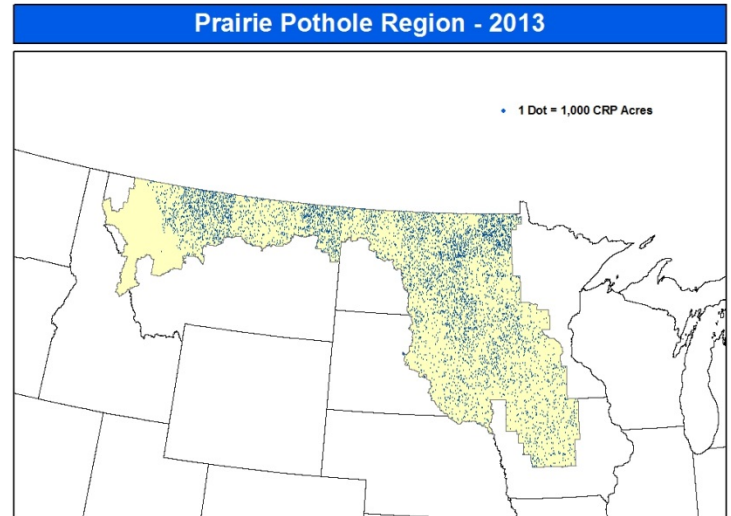 Prairie Pothole Region - 2013
1 Dot = 1,000 CRP Acres